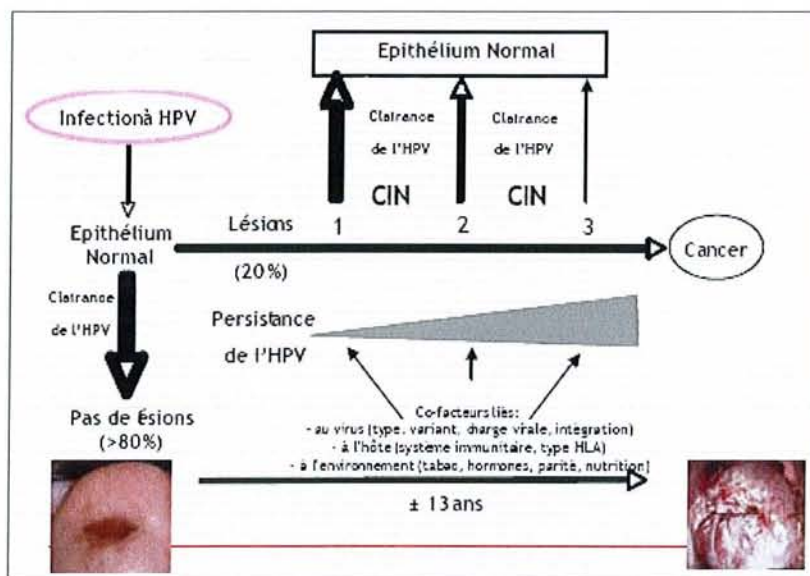 Epithélium Normal
Infectionà HPV
Clairance
de l'HPV
Clairance
de l'HPV
CIN
CIN
Epithélium
Normal
Lésions
1
2
3
Cancer
(20%)
Clairance
de l'HPV
Persistance
de l'HPV
Pas de lésions
(>80%)
Co-facteurs liés:
- au virus (type, variant, charge virale, intégration)
- à l'hôte (système immunitaire, type HLA)
- à l'environnement (tabac, hormones, parité, nutrition)
± 13 ans